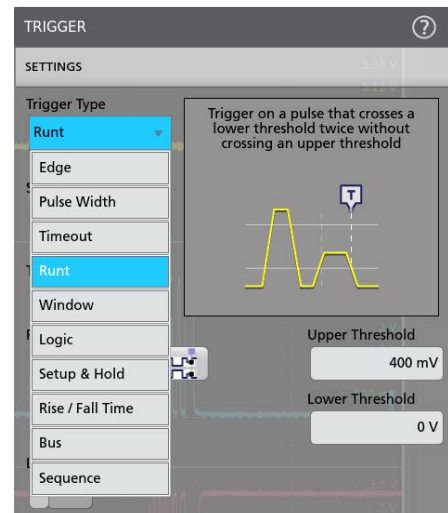 TRIGGER
?
SETTINGS
Trigger Type
Runt
Edge
Pulse Width
Timeout
Runt
Window
Logic
Setup & Hold
Rise / Fall Time
Bus
Sequence
Trigger on a pulse that crosses a
lower threshold twice without
crossing an upper threshold
T
Upper Threshold
400 mV
Lower Threshold
0 V
3.5 V